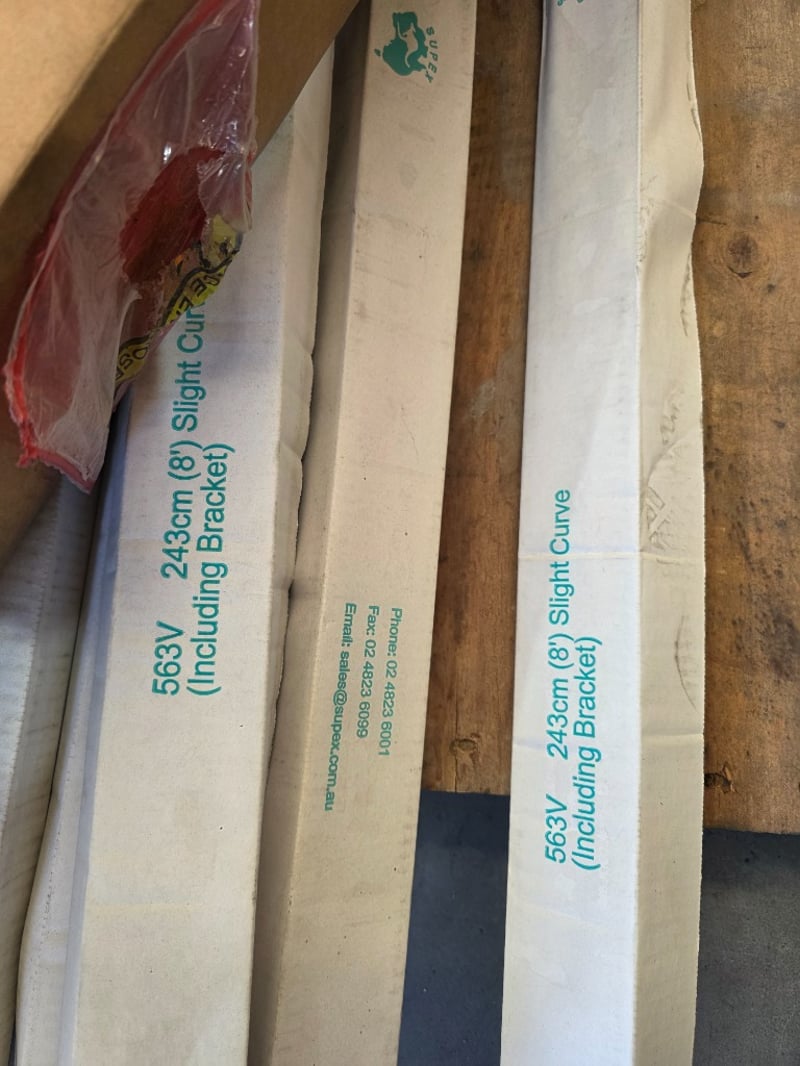 563V 243cm (8') Slight Cur
(Including Bracket)
SUPEX
Phone: 02 4823 6001
Fax: 02 4823 6099
Email: sales@supex.com.au
563V 243cm (8') Slight Curve
(Including Bracket)